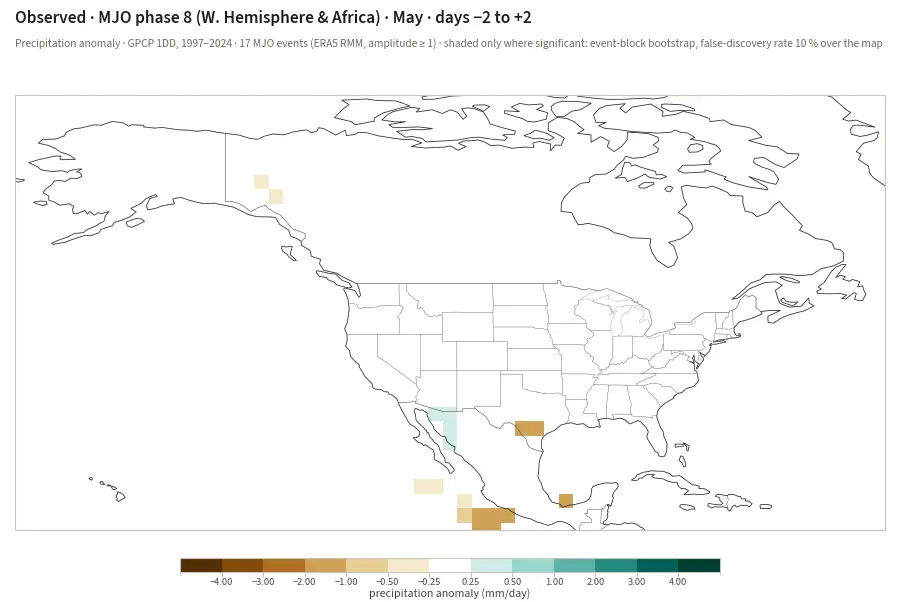 Observed · MJO phase 8 (W. Hemisphere & Africa) · May · days −2 to +2
Precipitation anomaly · GPCP 1DD, 1997–2024 · 17 MJO events (ERA5 RMM, amplitude ≥ 1) · shaded only where significant: event-block bootstrap, false-discovery rate 10 % over the map
−4.00 −3.00 −2.00 −1.00 −0.50 −0.25 0.25 0.50 1.00 2.00 3.00 4.00
precipitation anomaly (mm/day)